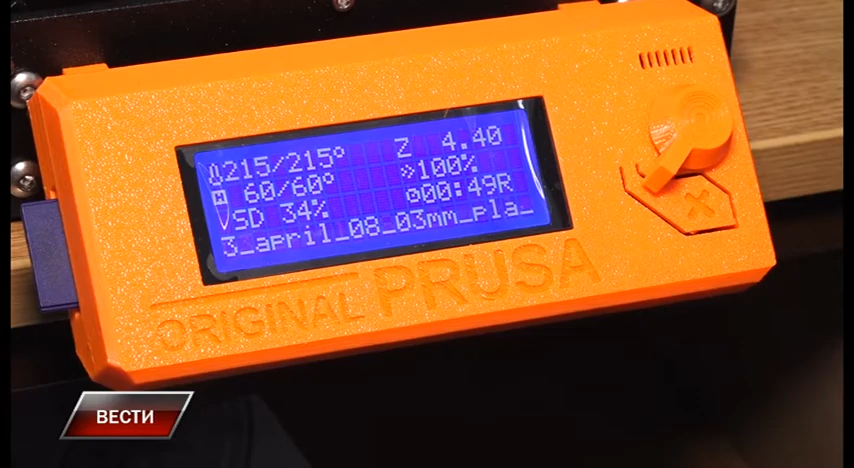 215/215° Z 4.40
60/60° 100%
SD 34% 00:49R
3_april_08_03mm_pla_
ORIGINAL PRUSA
ВЕСТИ